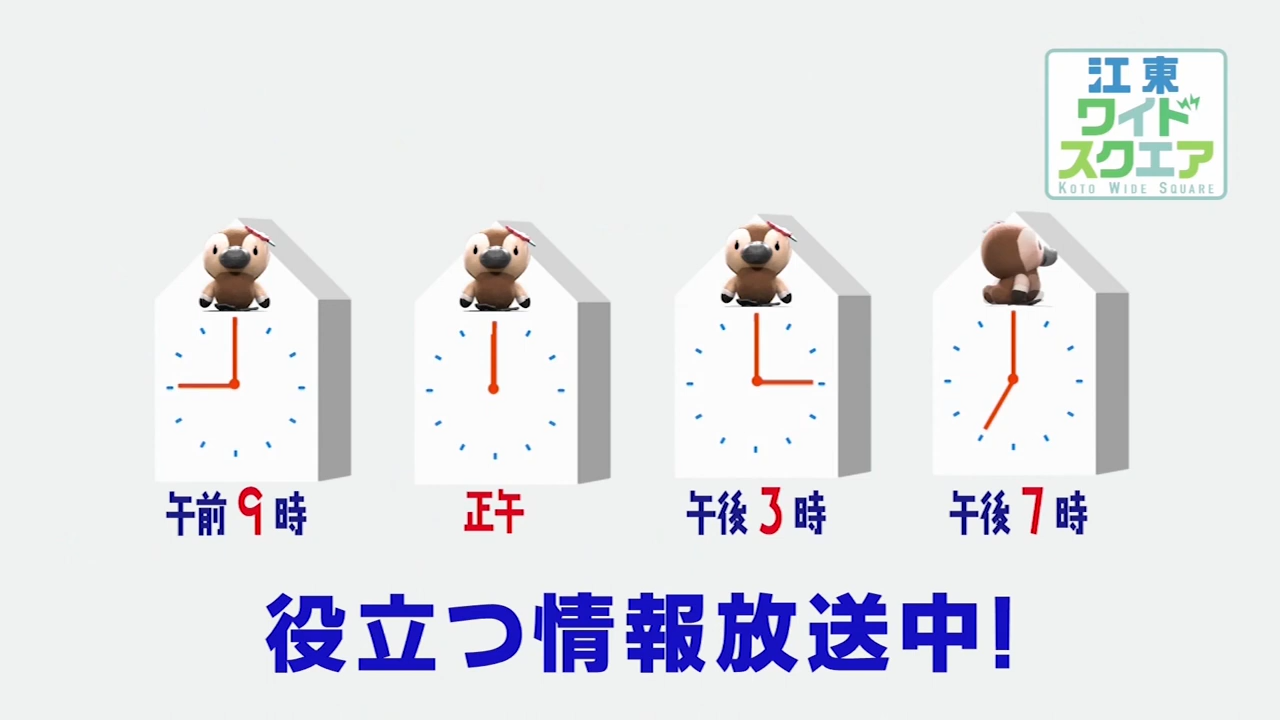 江東
ワイド
スクエア
KOTO WIDE SQUARE
午前9時
正午
午後3時
午後7時
役立つ情報放送中!